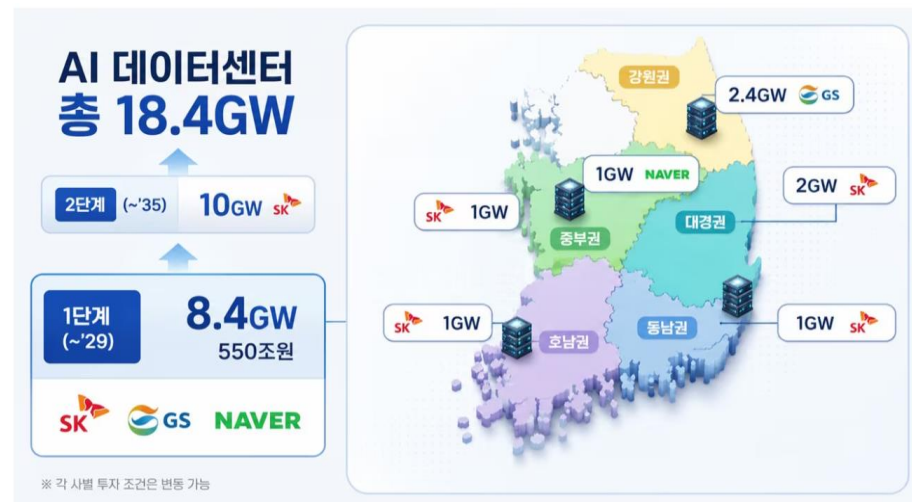 AI 데이터센터
총 18.4GW
2단계 (~'35) 10GW SK
1단계
(~'29)
8.4GW
550조원
SK GS NAVER
※ 각 사별 투자 조건은 변동 가능
강원권
2.4GW GS
1GW NAVER
SK 1GW
중부권
2GW SK
대경권
SK 1GW
호남권
동남권
1GW SK